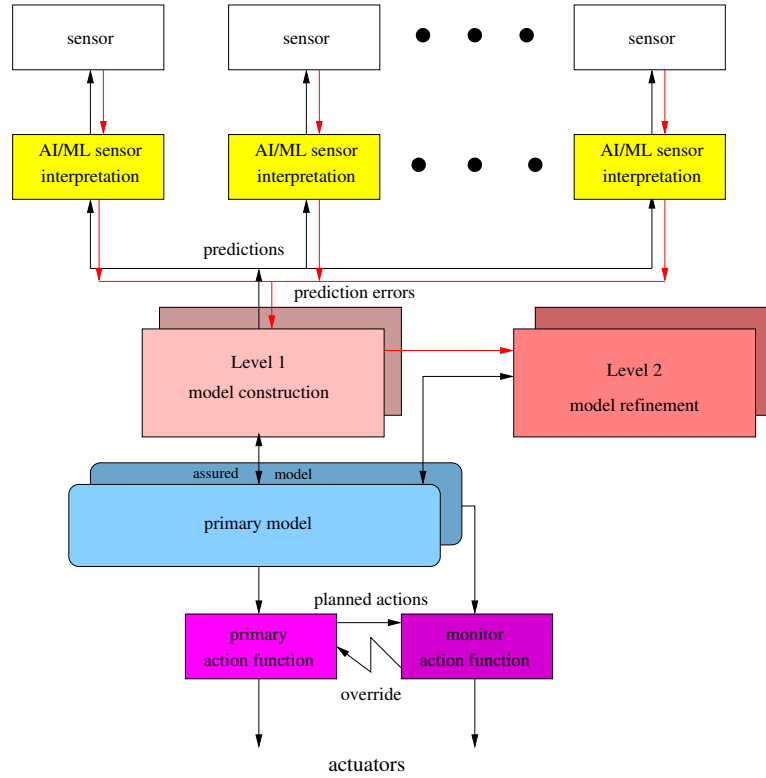 sensor
sensor
sensor
AI/ML sensor
interpretation
AI/ML sensor
interpretation
AI/ML sensor
interpretation
predictions
prediction errors
Level 1
model construction
Level 2
model refinement
assured model
primary model
planned actions
primary
action function
monitor
action function
override
actuators